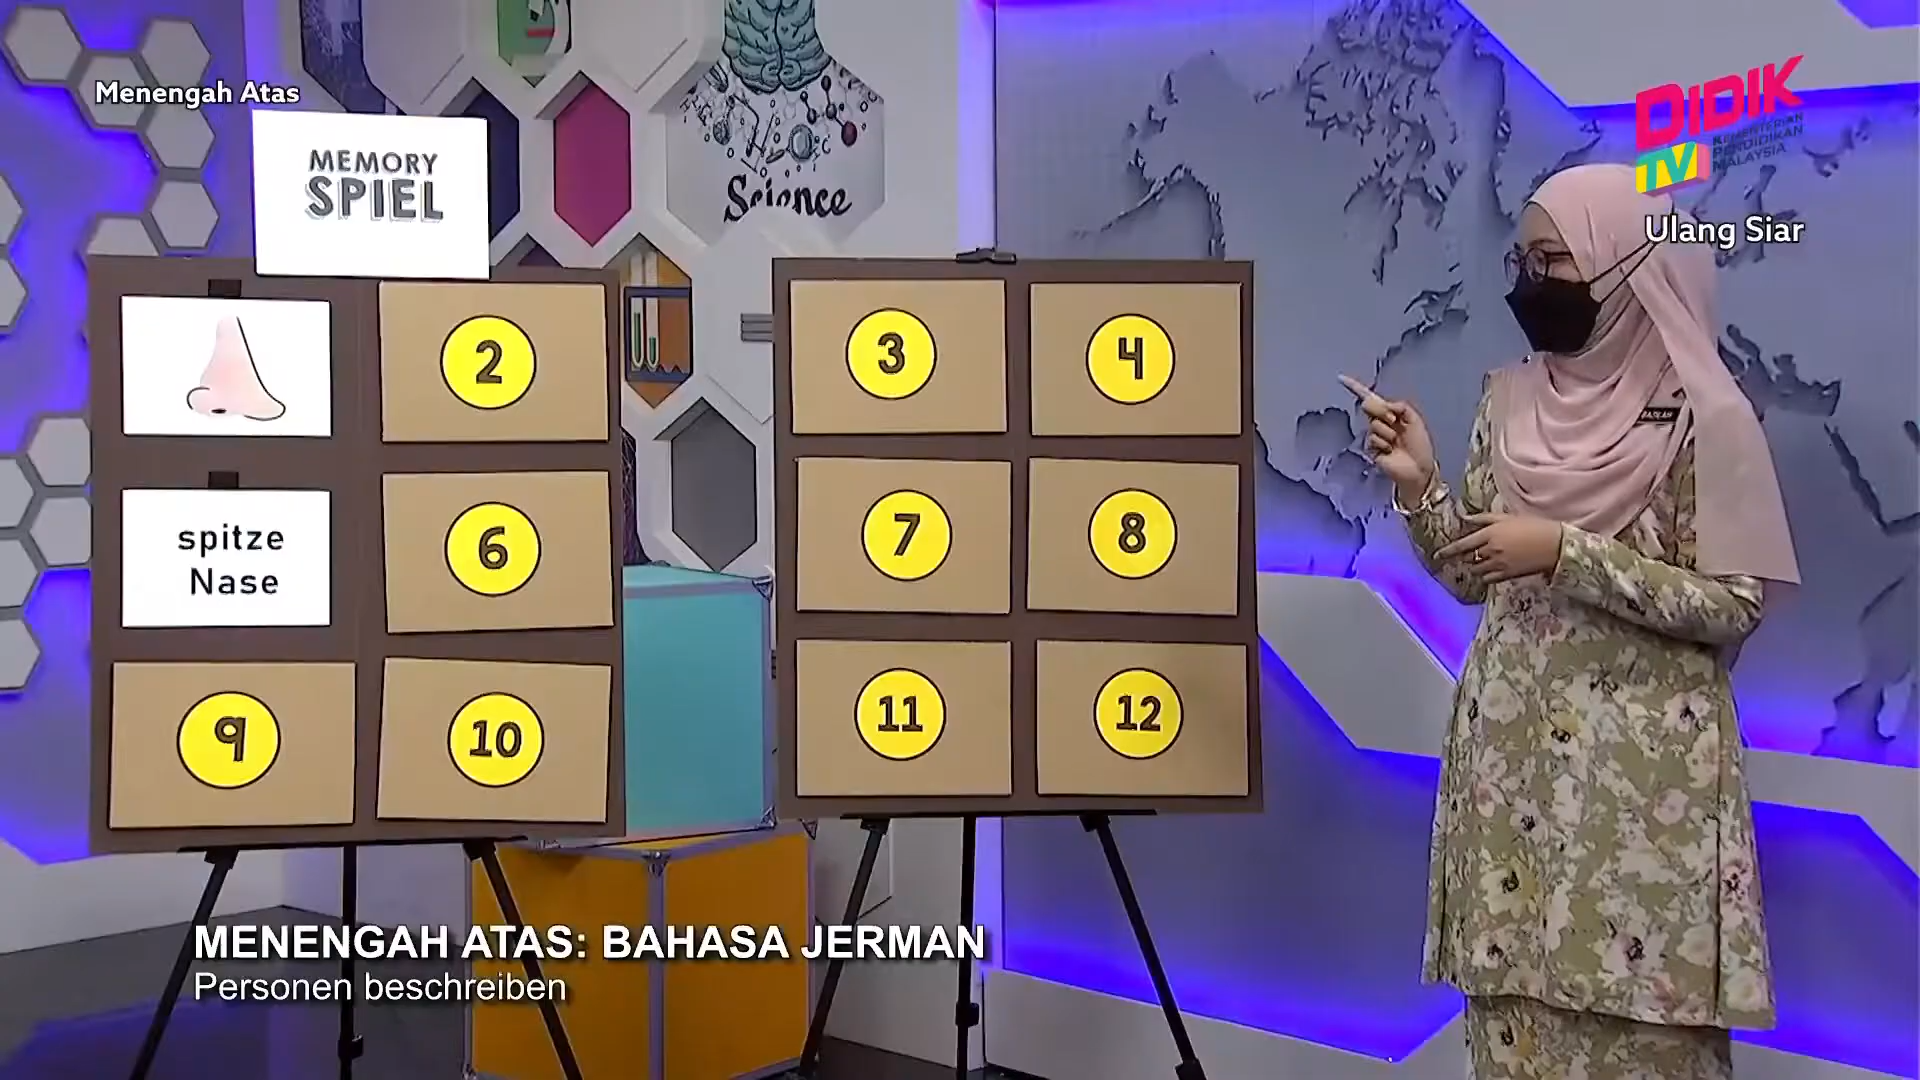 Menengah Atas
MEMORY
SPIEL
Science
DIDIK
TV
KEMENTERIAN
PENDIDIKAN
MALAYSIA
Ulang Siar
2
3
4
spitze
Nase
6
7
8
9
10
11
12
MENENGAH ATAS: BAHASA JERMAN
Personen beschreiben